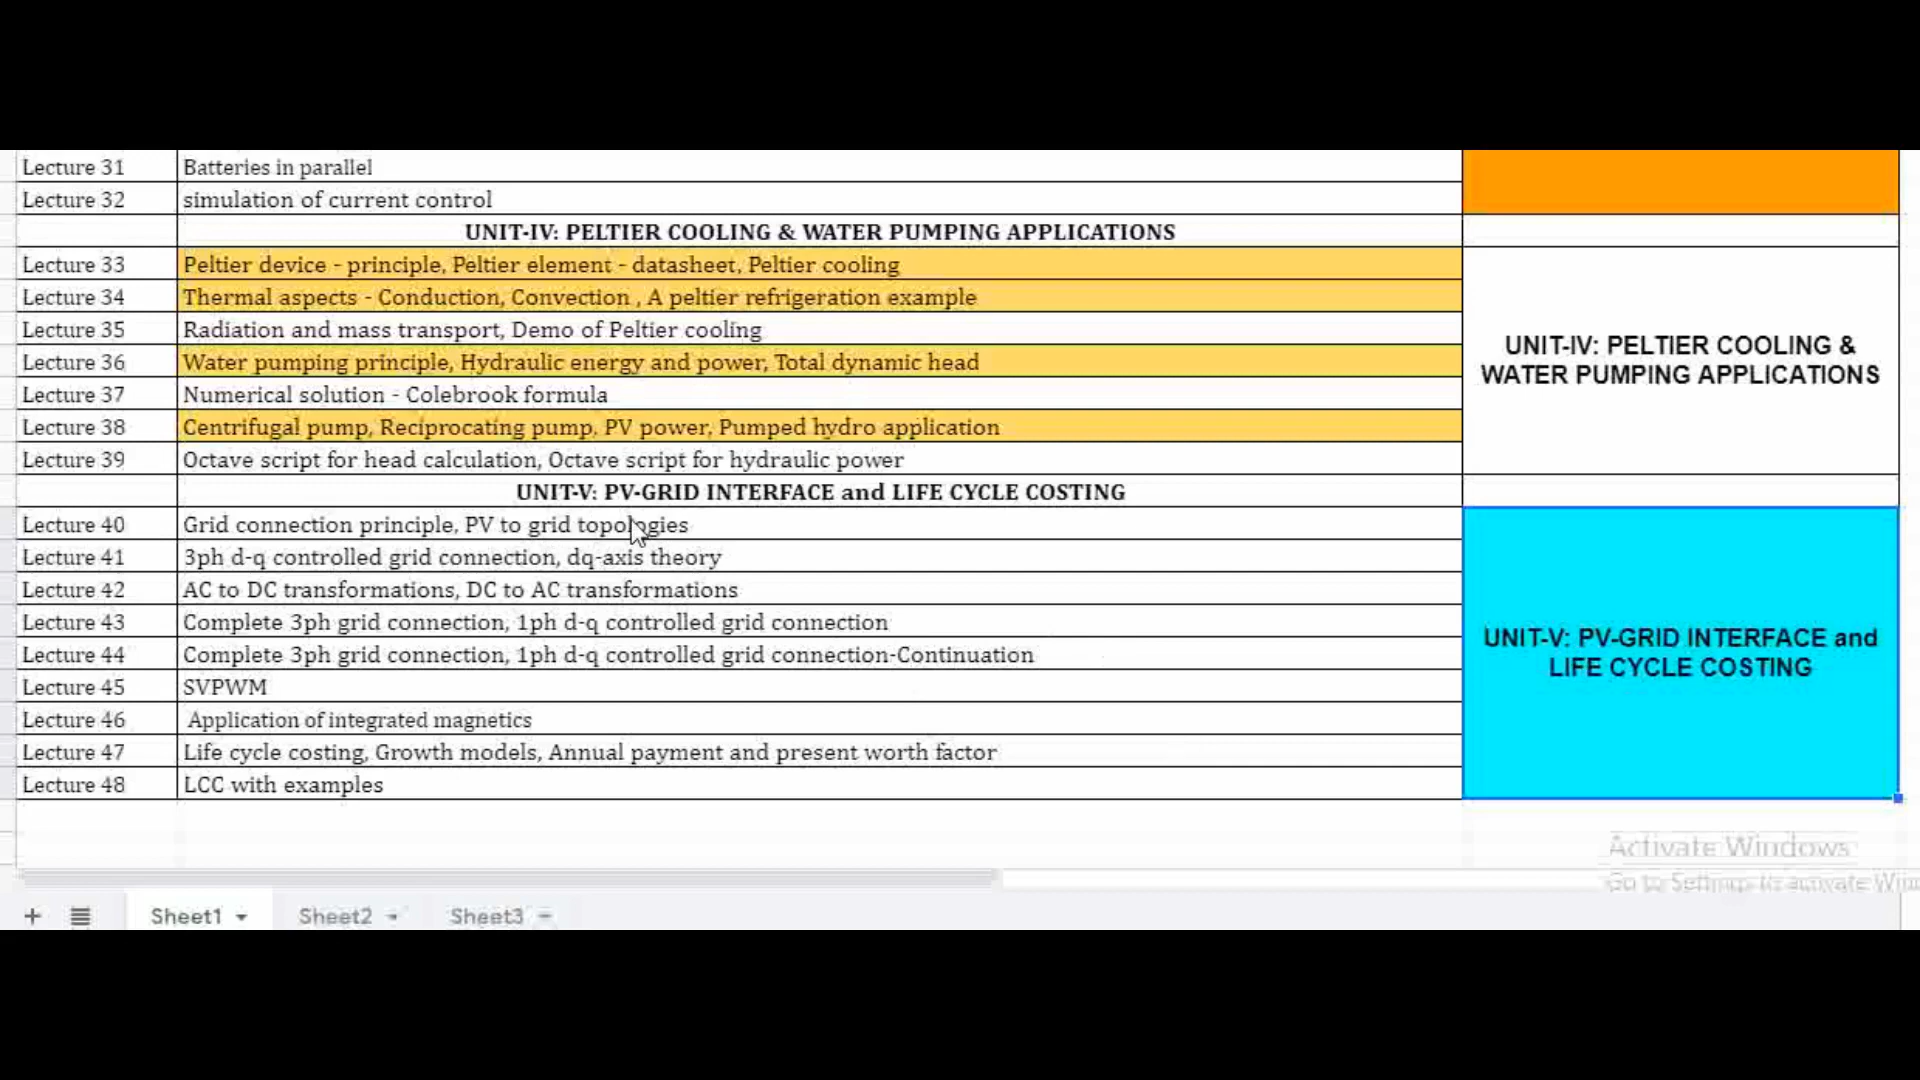 Lecture 31 Batteries in parallel
Lecture 32 simulation of current control
UNIT-IV: PELTIER COOLING & WATER PUMPING APPLICATIONS
Lecture 33 Peltier device - principle, Peltier element - datasheet, Peltier cooling
Lecture 34 Thermal aspects - Conduction, Convection , A peltier refrigeration example
Lecture 35 Radiation and mass transport, Demo of Peltier cooling
Lecture 36 Water pumping principle, Hydraulic energy and power, Total dynamic head
Lecture 37 Numerical solution - Colebrook formula
Lecture 38 Centrifugal pump, Reciprocating pump, PV power, Pumped hydro application
Lecture 39 Octave script for head calculation, Octave script for hydraulic power
UNIT-IV: PELTIER COOLING &
WATER PUMPING APPLICATIONS
UNIT-V: PV-GRID INTERFACE and LIFE CYCLE COSTING
Lecture 40 Grid connection principle, PV to grid topologies
Lecture 41 3ph d-q controlled grid connection, dq-axis theory
Lecture 42 AC to DC transformations, DC to AC transformations
Lecture 43 Complete 3ph grid connection, 1ph d-q controlled grid connection
Lecture 44 Complete 3ph grid connection, 1ph d-q controlled grid connection-Continuation
Lecture 45 SVPWM
Lecture 46 Application of integrated magnetics
Lecture 47 Life cycle costing, Growth models, Annual payment and present worth factor
Lecture 48 LCC with examples
UNIT-V: PV-GRID INTERFACE and
LIFE CYCLE COSTING
Activate Windows
Go to Settings to activate Win
Sheet1 Sheet2 Sheet3